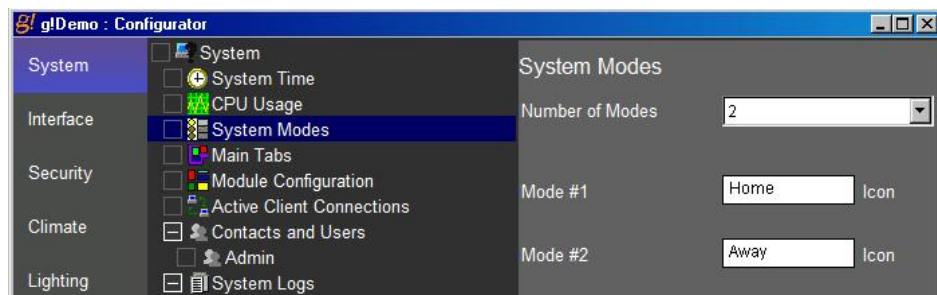 g! g!Demo : Configurator
System
Interface
Security
Climate
Lighting
System
System Time
CPU Usage
System Modes
Main Tabs
Module Configuration
Active Client Connections
Contacts and Users
Admin
System Logs
System Modes
Number of Modes 2
Mode #1 Home Icon
Mode #2 Away Icon